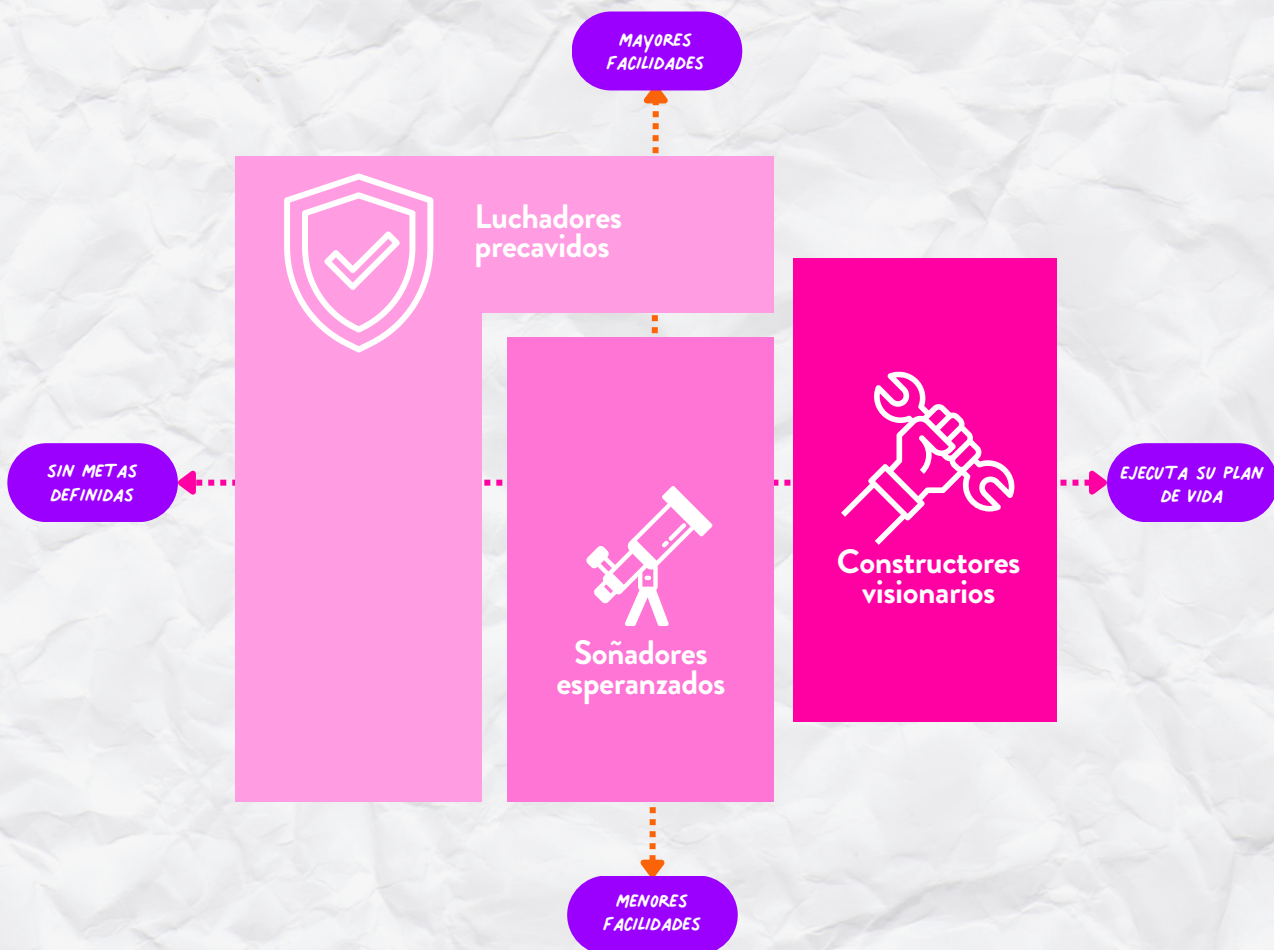 MAYORES
FACILIDADES
Luchadores
precavidos
SIN METAS
DEFINIDAS
EJECUTA SU PLAN
DE VIDA
Constructores
visionarios
Soñadores
esperanzados
MENORES
FACILIDADES